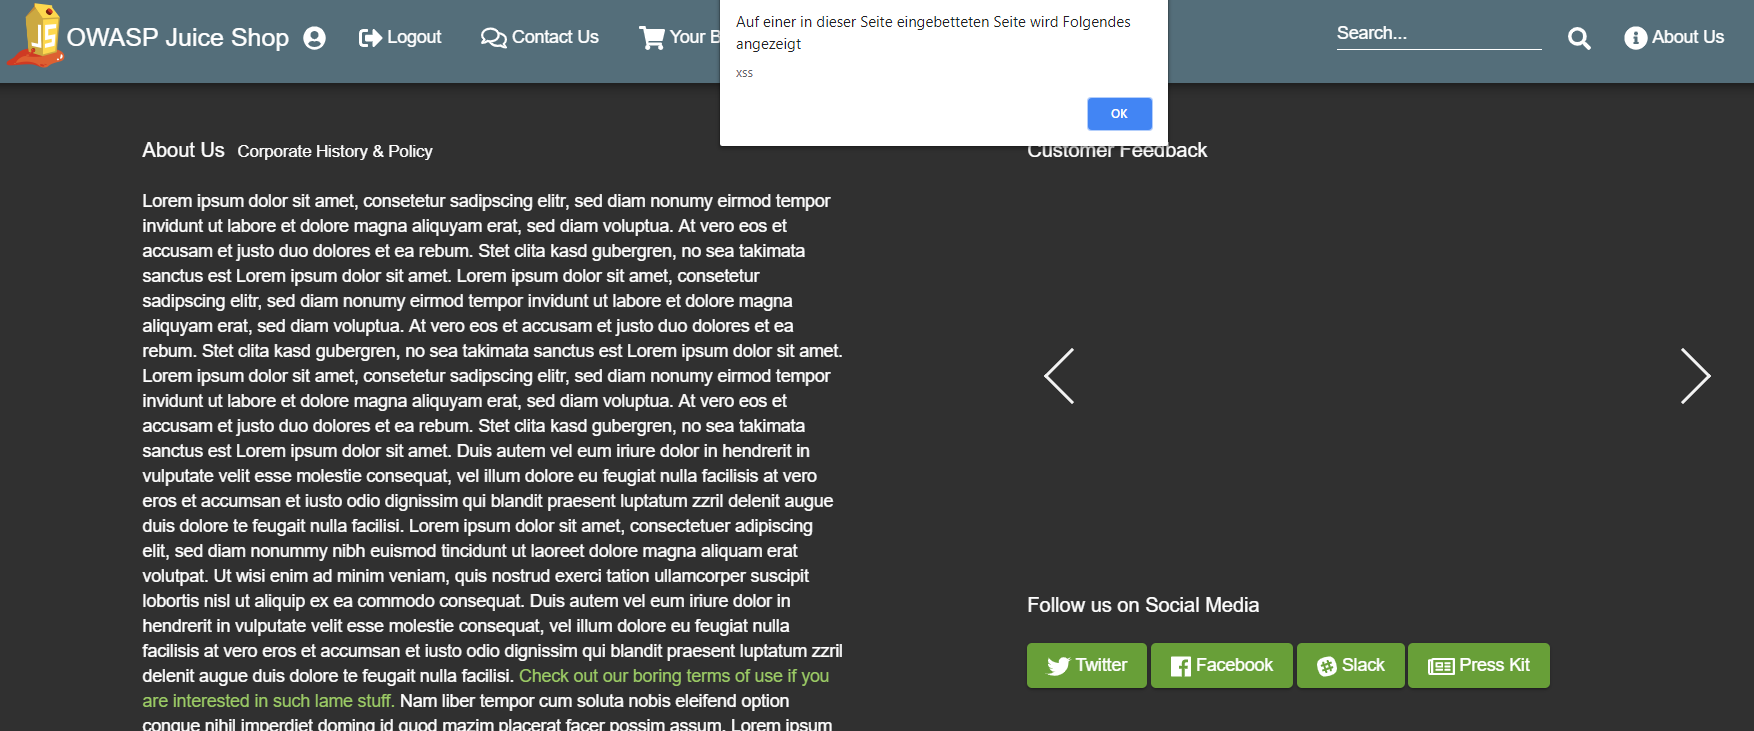 JS OWASP Juice Shop Logout Contact Us Your B Search... About Us
Auf einer in dieser Seite eingebetteten Seite wird Folgendes
angezeigt
xss
OK
About Us Corporate History & Policy
Lorem ipsum dolor sit amet, consetetur sadipscing elitr, sed diam nonumy eirmod tempor
invidunt ut labore et dolore magna aliquyam erat, sed diam voluptua. At vero eos et
accusam et justo duo dolores et ea rebum. Stet clita kasd gubergren, no sea takimata
sanctus est Lorem ipsum dolor sit amet. Lorem ipsum dolor sit amet, consetetur
sadipscing elitr, sed diam nonumy eirmod tempor invidunt ut labore et dolore magna
aliquyam erat, sed diam voluptua. At vero eos et accusam et justo duo dolores et ea
rebum. Stet clita kasd gubergren, no sea takimata sanctus est Lorem ipsum dolor sit amet.
Lorem ipsum dolor sit amet, consetetur sadipscing elitr, sed diam nonumy eirmod tempor
invidunt ut labore et dolore magna aliquyam erat, sed diam voluptua. At vero eos et
accusam et justo duo dolores et ea rebum. Stet clita kasd gubergren, no sea takimata
sanctus est Lorem ipsum dolor sit amet. Duis autem vel eum iriure dolor in hendrerit in
vulputate velit esse molestie consequat, vel illum dolore eu feugiat nulla facilisis at vero
eros et accumsan et iusto odio dignissim qui blandit praesent luptatum zzril delenit augue
duis dolore te feugait nulla facilisi. Lorem ipsum dolor sit amet, consectetuer adipiscing
elit, sed diam nonummy nibh euismod tincidunt ut laoreet dolore magna aliquam erat
volutpat. Ut wisi enim ad minim veniam, quis nostrud exerci tation ullamcorper suscipit
lobortis nisl ut aliquip ex ea commodo consequat. Duis autem vel eum iriure dolor in
hendrerit in vulputate velit esse molestie consequat, vel illum dolore eu feugiat nulla
facilisis at vero eros et accumsan et iusto odio dignissim qui blandit praesent luptatum zzril
delenit augue duis dolore te feugait nulla facilisi. Check out our boring terms of use if you
are interested in such lame stuff. Nam liber tempor cum soluta nobis eleifend option
congue nihil imperdiet doming id quod mazim placerat facer possim assum. Lorem ipsum
Customer Feedback
Follow us on Social Media
Twitter Facebook Slack Press Kit